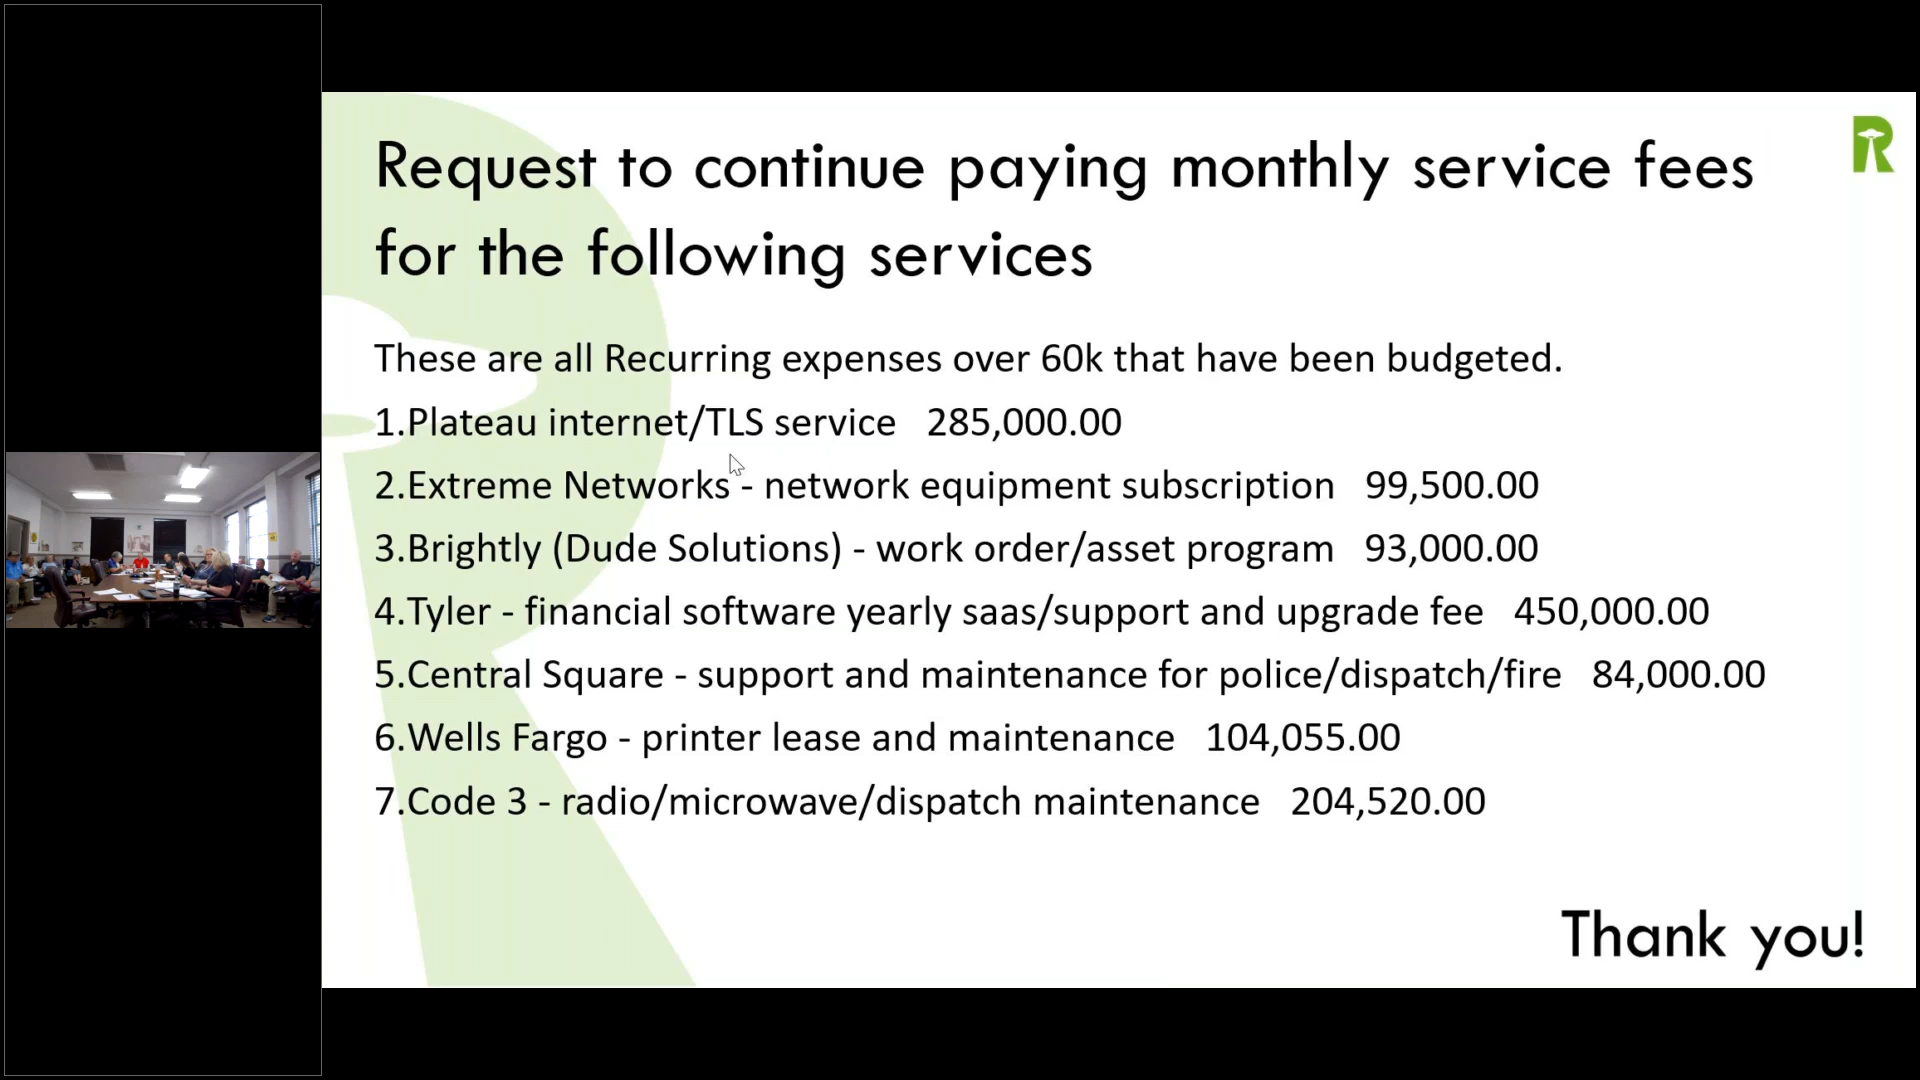 Request to continue paying monthly service fees
for the following services
R
These are all Recurring expenses over 60k that have been budgeted.
1.Plateau internet/TLS service 285,000.00
2.Extreme Networks - network equipment subscription 99,500.00
3.Brightly (Dude Solutions) - work order/asset program 93,000.00
4.Tyler - financial software yearly saas/support and upgrade fee 450,000.00
5.Central Square - support and maintenance for police/dispatch/fire 84,000.00
6.Wells Fargo - printer lease and maintenance 104,055.00
7.Code 3 - radio/microwave/dispatch maintenance 204,520.00
Thank you!